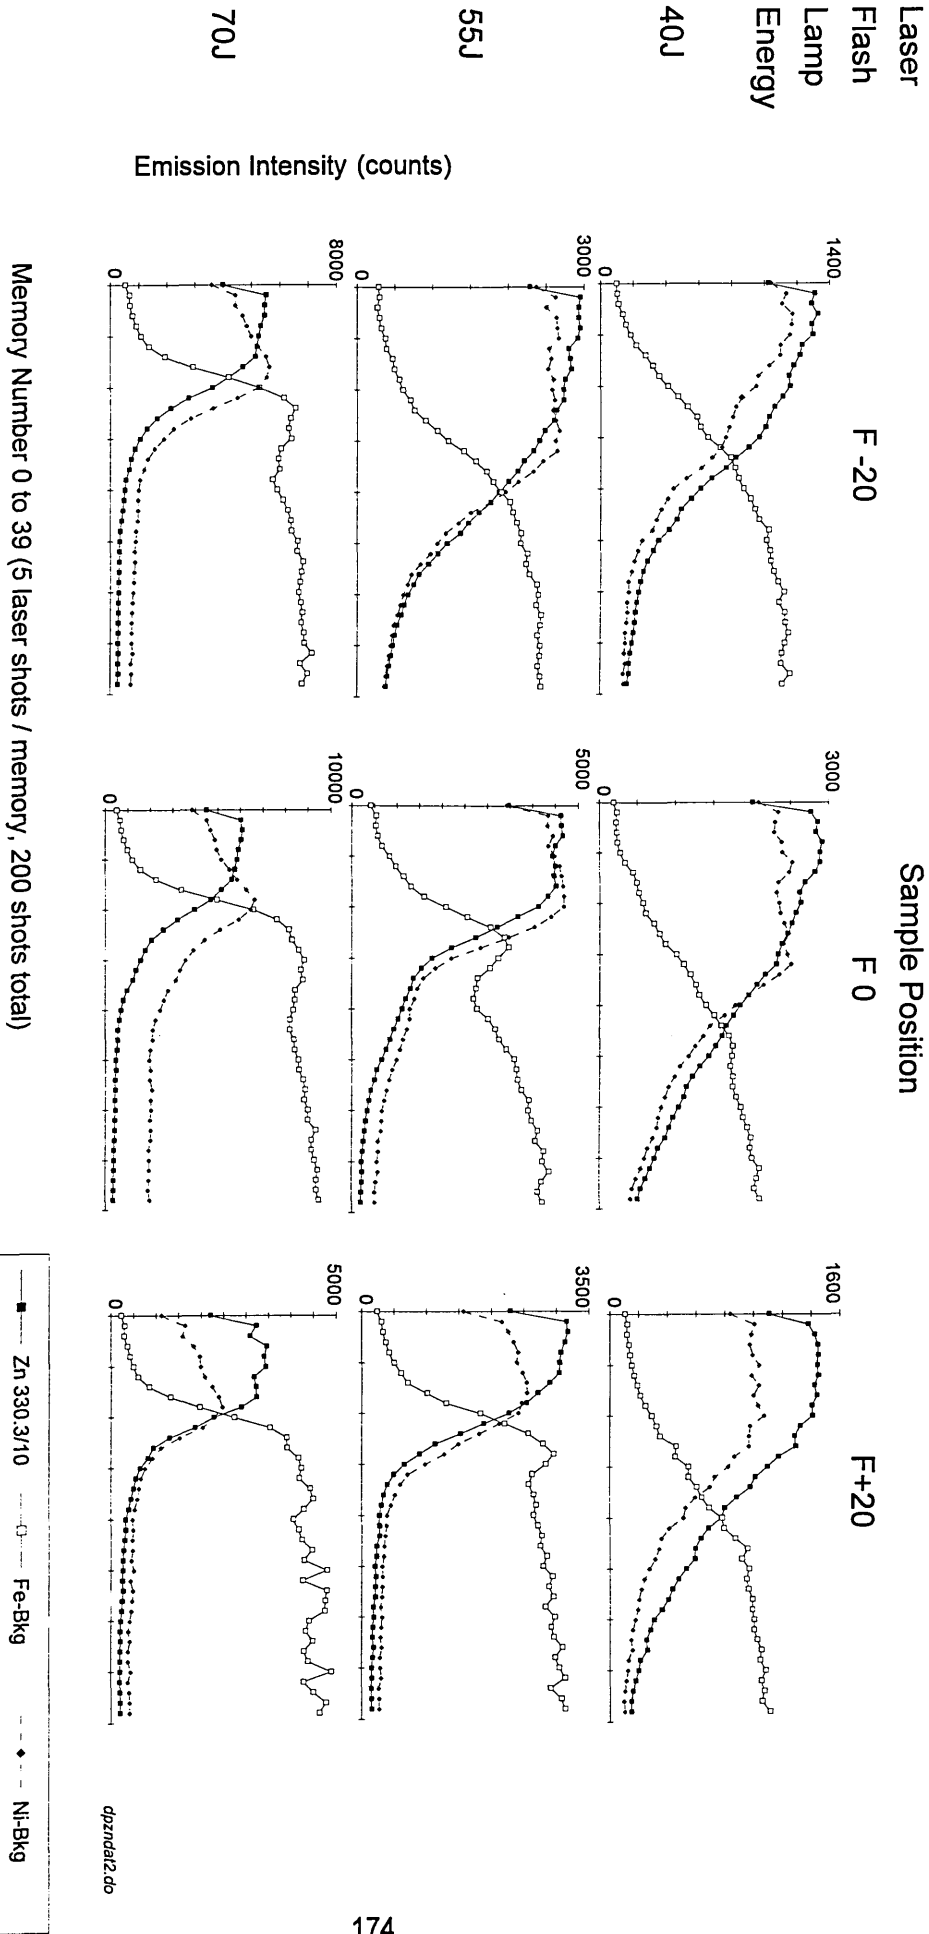 Sample Position
Laser
Flash
Lamp
Energy
F -20
F 0
F+20
40J
1400
0
3000
0
1600
0
55J
3000
0
5000
0
3500
0
70J
8000
0
10000
0
5000
0
Emission Intensity (counts)
Memory Number 0 to 39 (5 laser shots / memory, 200 shots total)
Zn 330.3/10
Fe-Bkg
Ni-Bkg
dpzndat2.do
174